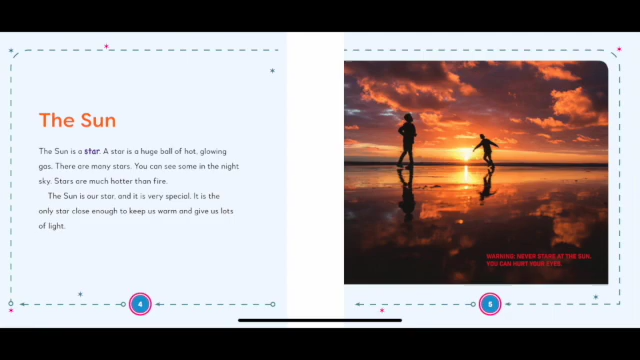 The Sun
The Sun is a star. A star is a huge ball of hot, glowing
gas. There are many stars. You can see some in the night
sky. Stars are much hotter than fire.
The Sun is our star, and it is very special. It is the
only star close enough to keep us warm and give us lots
of light.
4
WARNING: NEVER STARE AT THE SUN.
YOU CAN HURT YOUR EYES.
5